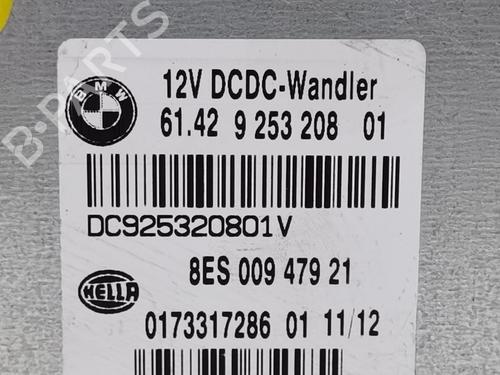 B-PARTS
BMW
12V DCDC-Wandler
61.42 9 253 208 01
DC925320801V
HELLA
8ES 009 479 21
0173317286 01 11/12